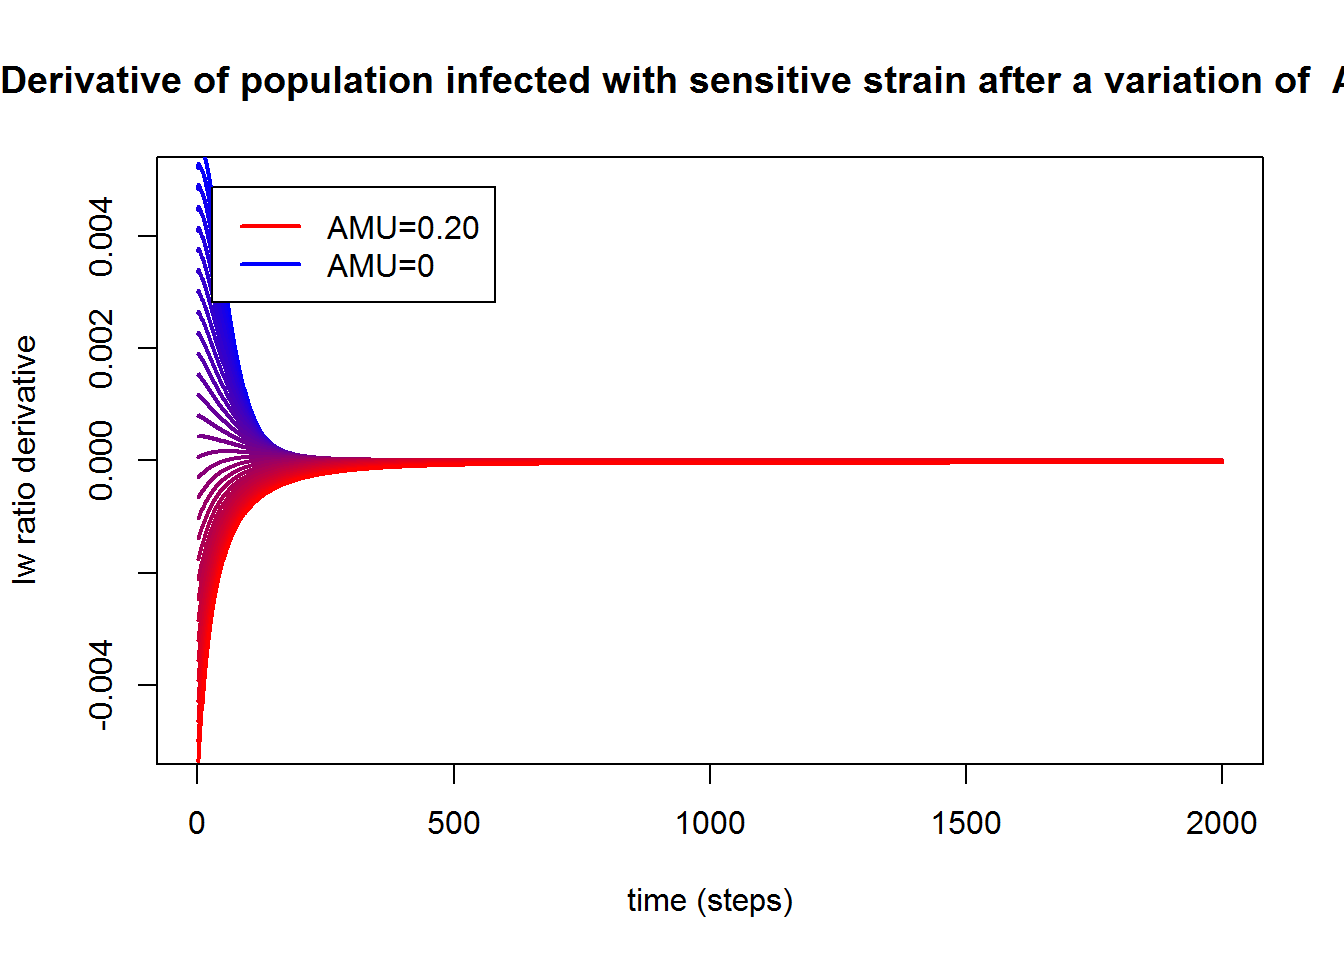 Derivative of population infected with sensitive strain after a variation of A
0.004
0.002
0.000
-0.004
Iw ratio derivative
AMU=0.20
AMU=0
0 500 1000 1500 2000
time (steps)